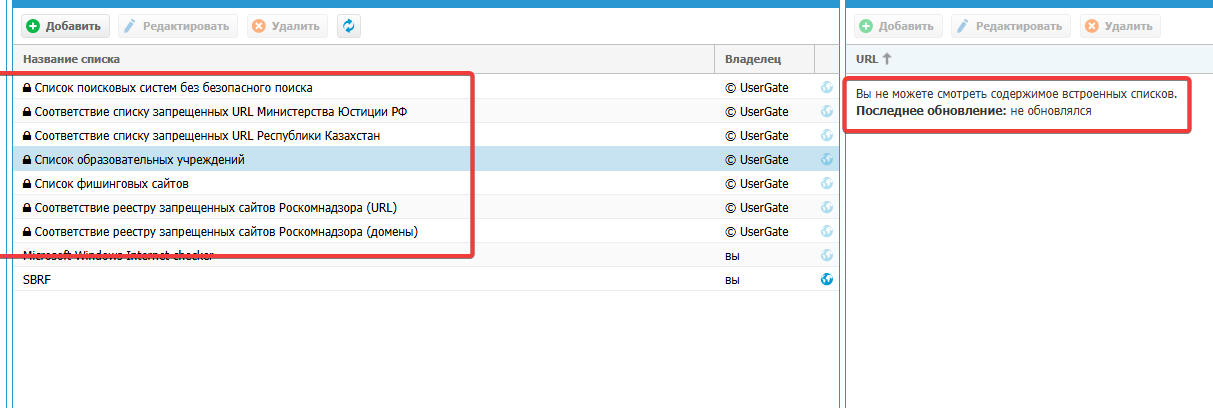 Добавить Редактировать Удалить
Название списка Владелец
Список поисковых систем без безопасного поиска © UserGate
Соответствие списку запрещенных URL Министерства Юстиции РФ © UserGate
Соответствие списку запрещенных URL Республики Казахстан © UserGate
Список образовательных учреждений © UserGate
Список фишинговых сайтов © UserGate
Соответствие реестру запрещенных сайтов Роскомнадзора (URL) © UserGate
Соответствие реестру запрещенных сайтов Роскомнадзора (домены) © UserGate
Microsoft Windows Internet checker вы
SBRF вы
Добавить Редактировать Удалить
URL
Вы не можете смотреть содержимое встроенных списков.
Последнее обновление: не обновлялся